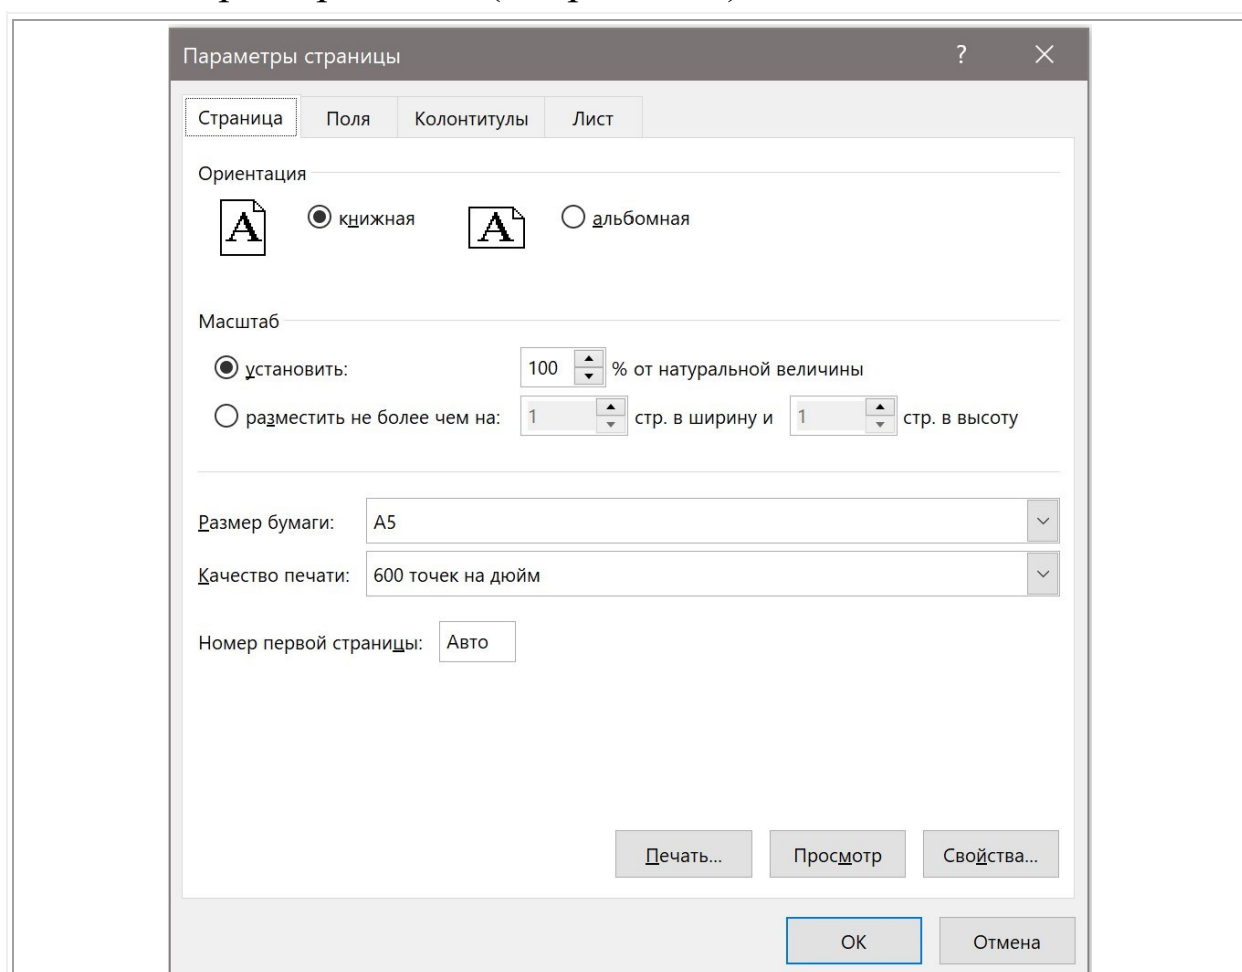 Параметры страницы ?
Страница Поля Колонтитулы Лист
Ориентация
A книжная A альбомная
Масштаб
установить: 100 % от натуральной величины
разместить не более чем на: 1 стр. в ширину и 1 стр. в высоту
Размер бумаги: A5
Качество печати: 600 точек на дюйм
Номер первой страницы: Авто
Печать... Просмотр Свойства...
ОК Отмена